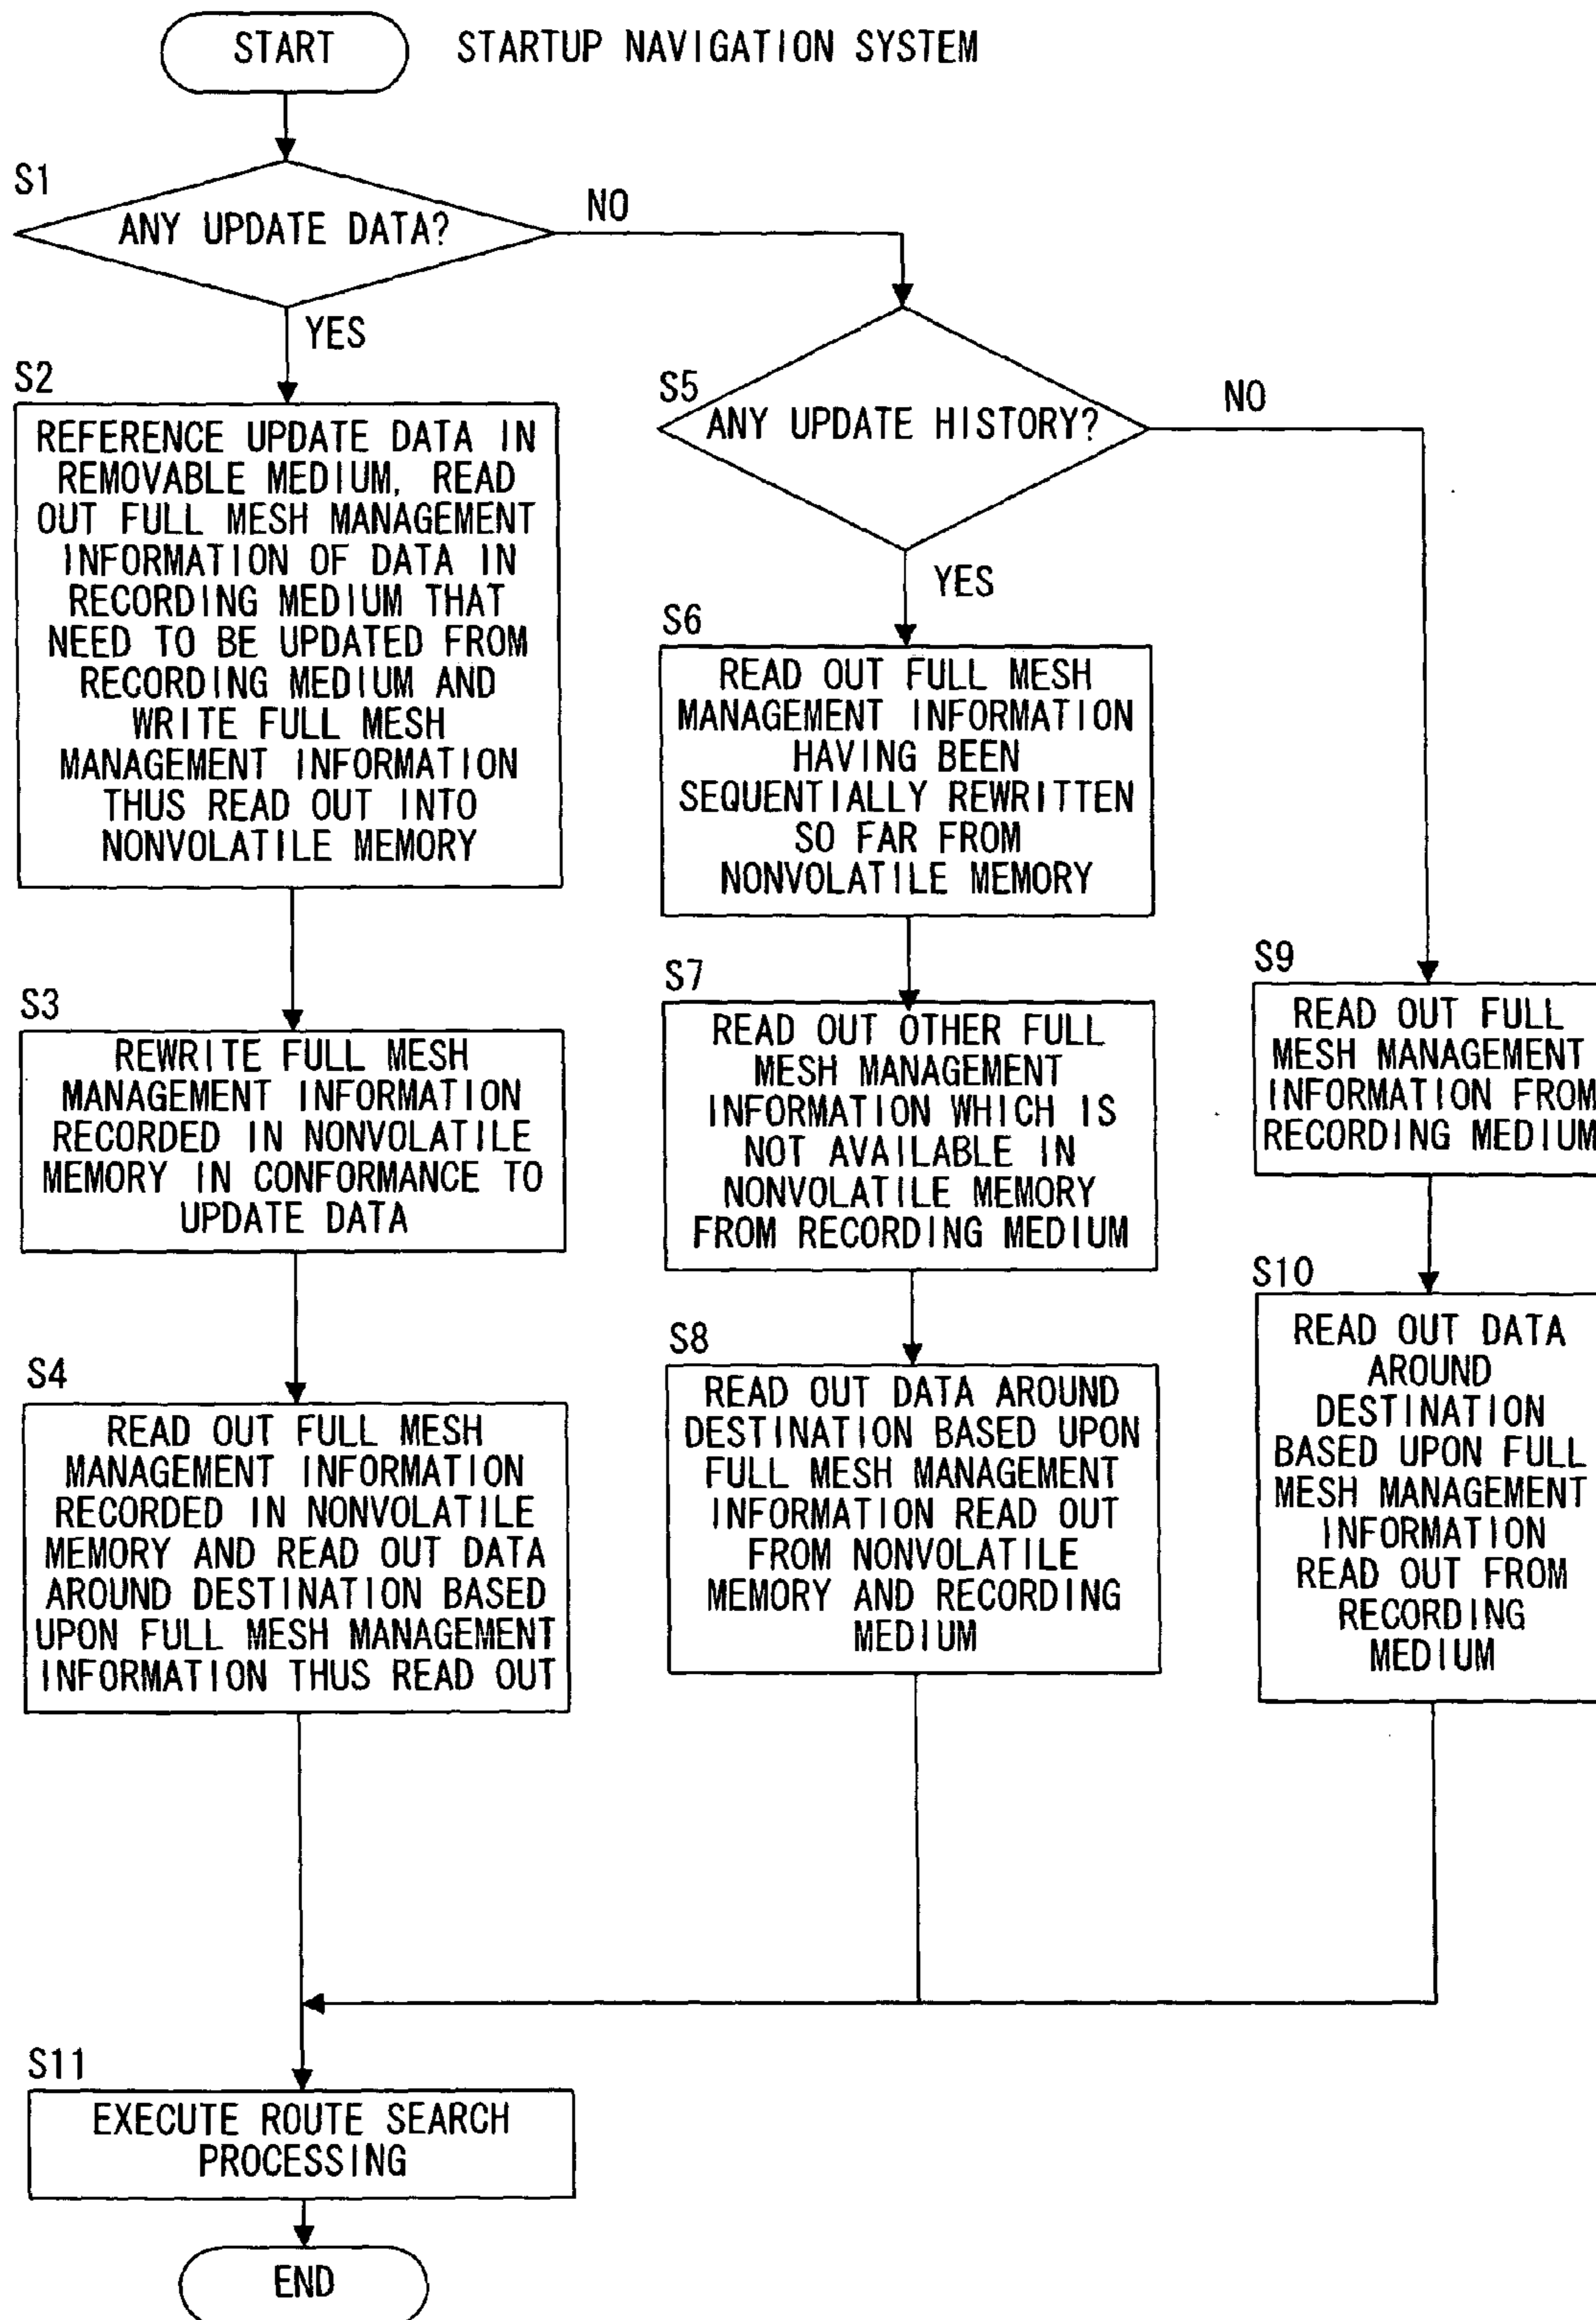 START
STARTUP NAVIGATION SYSTEM
S1
ANY UPDATE DATA?
NO
YES
S2
REFERENCE UPDATE DATA IN
REMOVABLE MEDIUM, READ
OUT FULL MESH MANAGEMENT
INFORMATION OF DATA IN
RECORDING MEDIUM THAT
NEED TO BE UPDATED FROM
RECORDING MEDIUM AND
WRITE FULL MESH
MANAGEMENT INFORMATION
THUS READ OUT INTO
NONVOLATILE MEMORY
S3
REWRITE FULL MESH
MANAGEMENT INFORMATION
RECORDED IN NONVOLATILE
MEMORY IN CONFORMANCE TO
UPDATE DATA
S4
READ OUT FULL MESH
MANAGEMENT INFORMATION
RECORDED IN NONVOLATILE
MEMORY AND READ OUT DATA
AROUND DESTINATION BASED
UPON FULL MESH MANAGEMENT
INFORMATION THUS READ OUT
S5
ANY UPDATE HISTORY?
NO
YES
S6
READ OUT FULL MESH
MANAGEMENT INFORMATION
HAVING BEEN
SEQUENTIALLY REWRITTEN
SO FAR FROM
NONVOLATILE MEMORY
S7
READ OUT OTHER FULL
MESH MANAGEMENT
INFORMATION WHICH IS
NOT AVAILABLE IN
NONVOLATILE MEMORY
FROM RECORDING MEDIUM
S8
READ OUT DATA AROUND
DESTINATION BASED UPON
FULL MESH MANAGEMENT
INFORMATION READ OUT
FROM NONVOLATILE
MEMORY AND RECORDING
MEDIUM
S9
READ OUT FULL
MESH MANAGEMENT
INFORMATION FROM
RECORDING MEDIUM
S10
READ OUT DATA
AROUND
DESTINATION
BASED UPON FULL
MESH MANAGEMENT
INFORMATION
READ OUT FROM
RECORDING
MEDIUM
S11
EXECUTE ROUTE SEARCH
PROCESSING
END